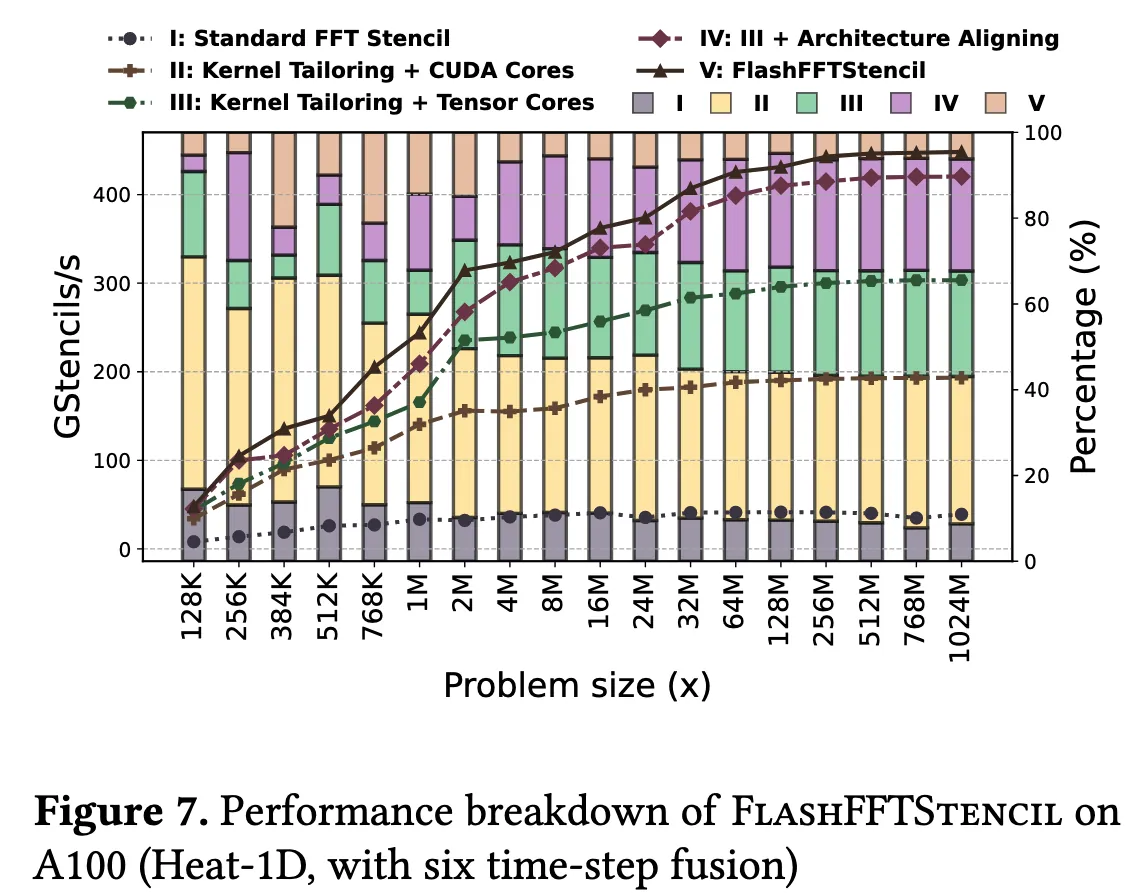 I: Standard FFT Stencil
II: Kernel Tailoring + CUDA Cores
III: Kernel Tailoring + Tensor Cores
IV: III + Architecture Aligning
V: FlashFFTStencil
I II III IV V
GStencils/s
400
300
200
100
0
100
80
60
40
20
0
Percentage (%)
128K 256K 384K 512K 768K 1M 2M 4M 8M 16M 24M 32M 64M 128M 256M 512M 768M 1024M
Problem size (x)
Figure 7. Performance breakdown of FLASHFFTSTENCIL on
A100 (Heat-1D, with six time-step fusion)